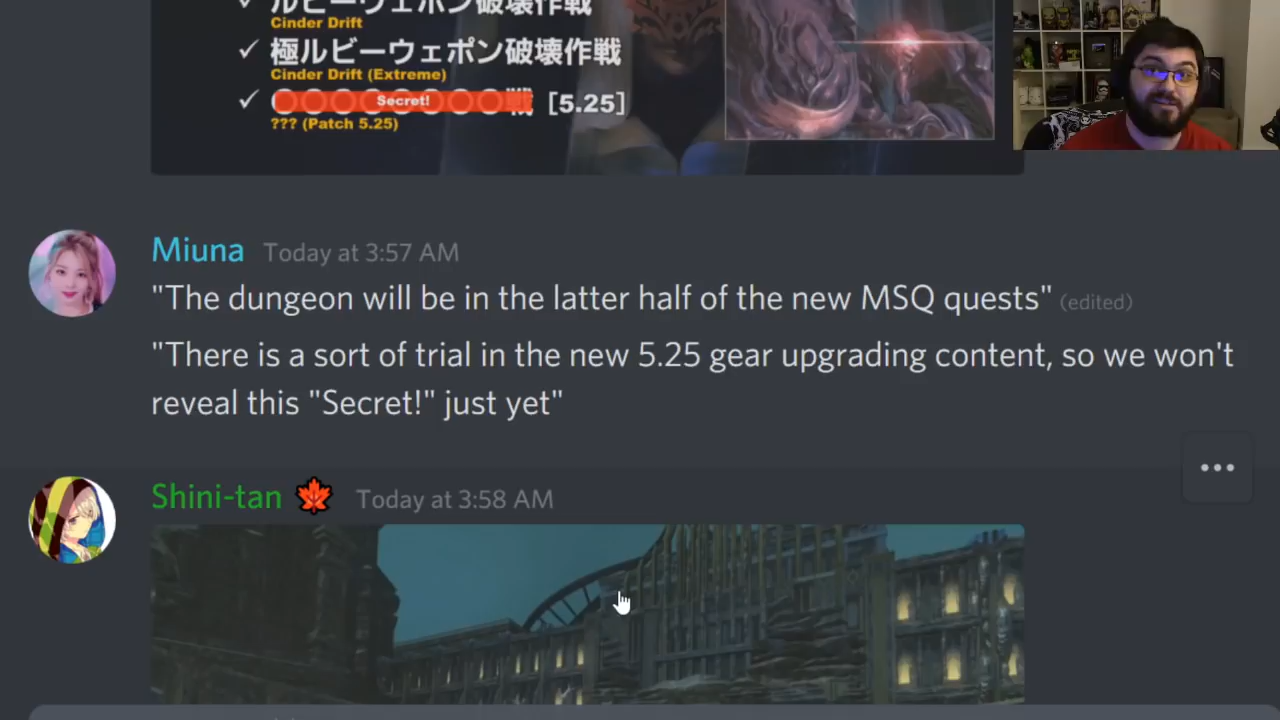 ルビーウェポン破壊作戦
Cinder Drift
✓ 極ルビーウェポン破壊作戦
Cinder Drift (Extreme)
✓ Secret! 戦 [5.25]
??? (Patch 5.25)
Miuna Today at 3:57 AM
"The dungeon will be in the latter half of the new MSQ quests" (edited)
"There is a sort of trial in the new 5.25 gear upgrading content, so we won't
reveal this "Secret!" just yet"
Shini-tan Today at 3:58 AM